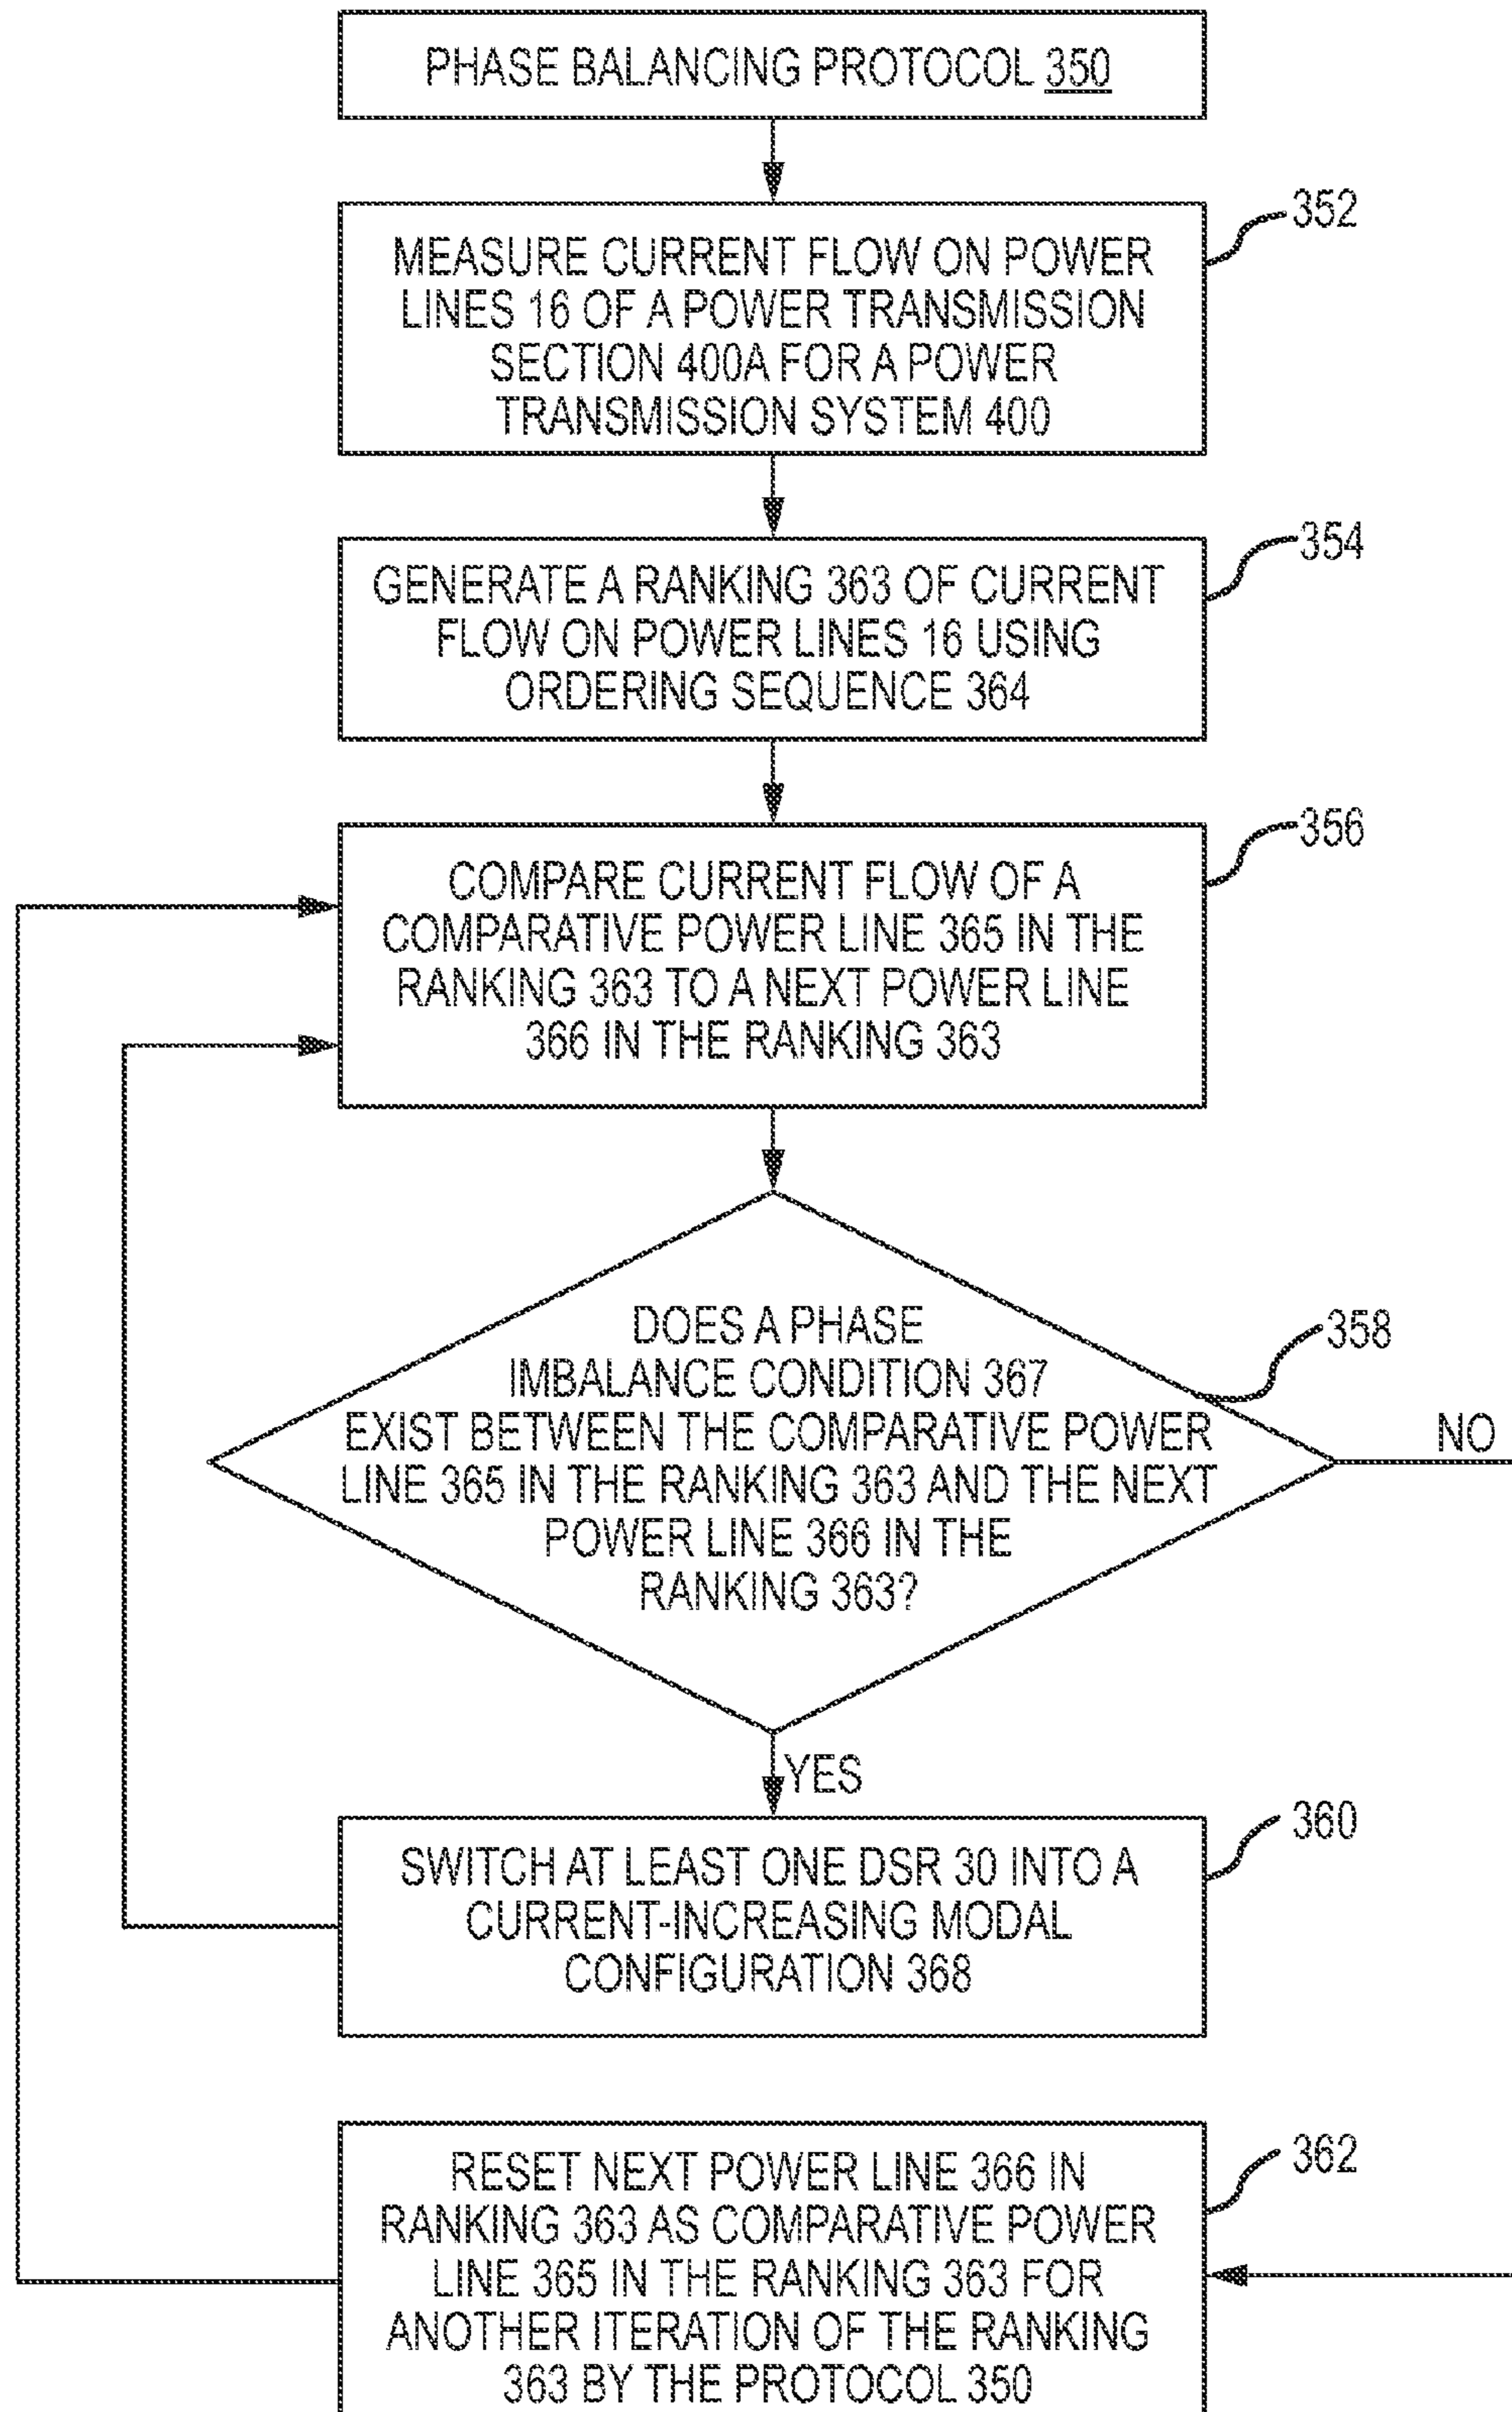 PHASE BALANCING PROTOCOL 350
352
MEASURE CURRENT FLOW ON POWER
LINES 16 OF A POWER TRANSMISSION
SECTION 400A FOR A POWER
TRANSMISSION SYSTEM 400
354
GENERATE A RANKING 363 OF CURRENT
FLOW ON POWER LINES 16 USING
ORDERING SEQUENCE 364
356
COMPARE CURRENT FLOW OF A
COMPARATIVE POWER LINE 365 IN THE
RANKING 363 TO A NEXT POWER LINE
366 IN THE RANKING 363
358
DOES A PHASE
IMBALANCE CONDITION 367
EXIST BETWEEN THE COMPARATIVE POWER
LINE 365 IN THE RANKING 363 AND THE NEXT
POWER LINE 366 IN THE
RANKING 363?
NO
YES
360
SWITCH AT LEAST ONE DSR 30 INTO A
CURRENT-INCREASING MODAL
CONFIGURATION 368
362
RESET NEXT POWER LINE 366 IN
RANKING 363 AS COMPARATIVE POWER
LINE 365 IN THE RANKING 363 FOR
ANOTHER ITERATION OF THE RANKING
363 BY THE PROTOCOL 350